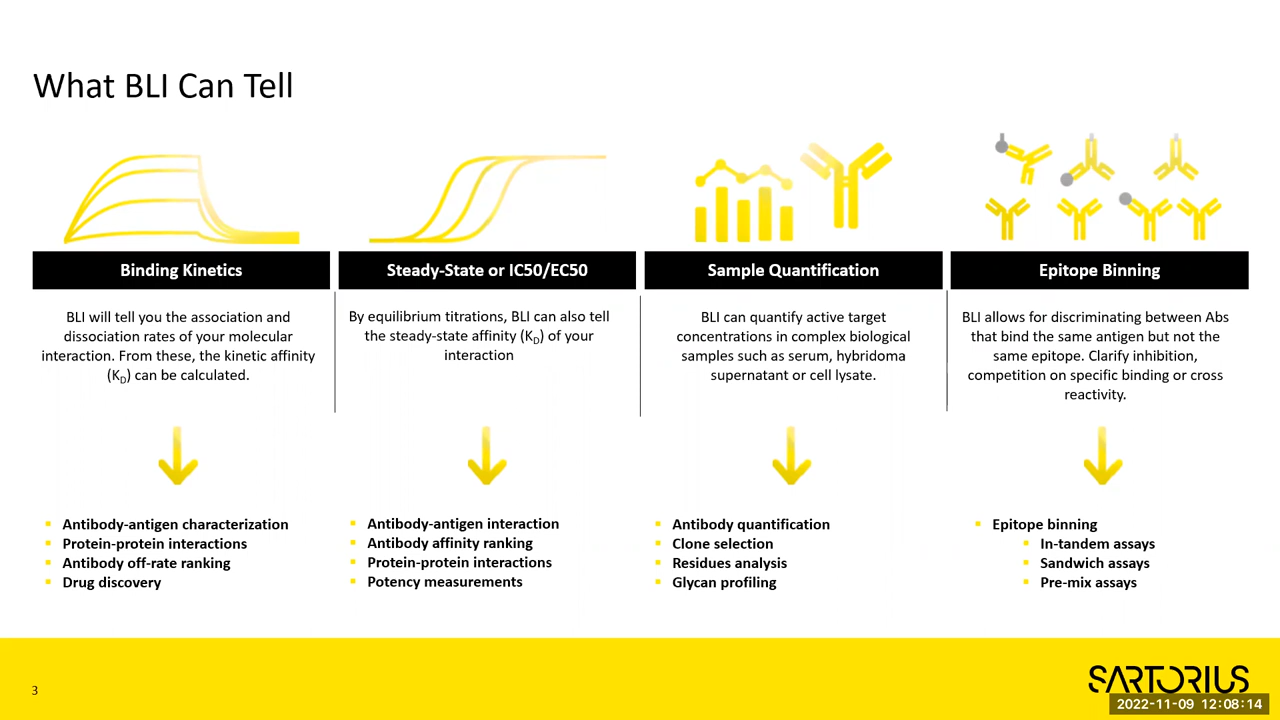 What BLI Can Tell
Binding Kinetics
BLI will tell you the association and
dissociation rates of your molecular
interaction. From these, the kinetic affinity
(KD) can be calculated.
Antibody-antigen characterization
Protein-protein interactions
Antibody off-rate ranking
Drug discovery
Steady-State or IC50/EC50
By equilibrium titrations, BLI can also tell
the steady-state affinity (KD) of your
interaction
Antibody-antigen interaction
Antibody affinity ranking
Protein-protein interactions
Potency measurements
Sample Quantification
BLI can quantify active target
concentrations in complex biological
samples such as serum, hybridoma
supernatant or cell lysate.
Antibody quantification
Clone selection
Residues analysis
Glycan profiling
Epitope Binning
BLI allows for discriminating between Abs
that bind the same antigen but not the
same epitope. Clarify inhibition,
competition on specific binding or cross
reactivity.
Epitope binning
In-tandem assays
Sandwich assays
Pre-mix assays
3
SARTORIUS
2022-11-09 12:08:14